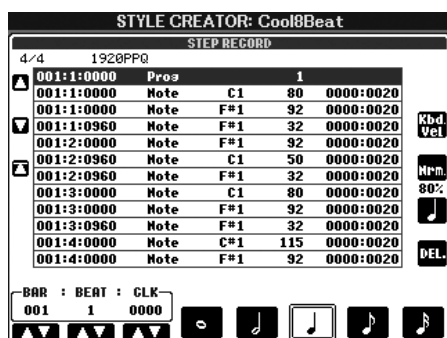 STYLE CREATOR: Cool8Beat
STEP RECORD
4/4 1920PPQ
001:1:0000 Prog 1
001:1:0000 Note C1 80 0000:0020
001:1:0000 Note F#1 92 0000:0020
001:1:0960 Note F#1 32 0000:0020
001:2:0000 Note F#1 92 0000:0020
001:2:0960 Note C1 50 0000:0020
001:2:0960 Note F#1 32 0000:0020
001:3:0000 Note C1 80 0000:0020
001:3:0000 Note F#1 92 0000:0020
001:3:0960 Note F#1 32 0000:0020
001:4:0000 Note C#1 115 0000:0020
001:4:0000 Note F#1 92 0000:0020
Kbd.
Vel
Nrm.
80%
DEL.
BAR : BEAT : CLK
001 1 0000